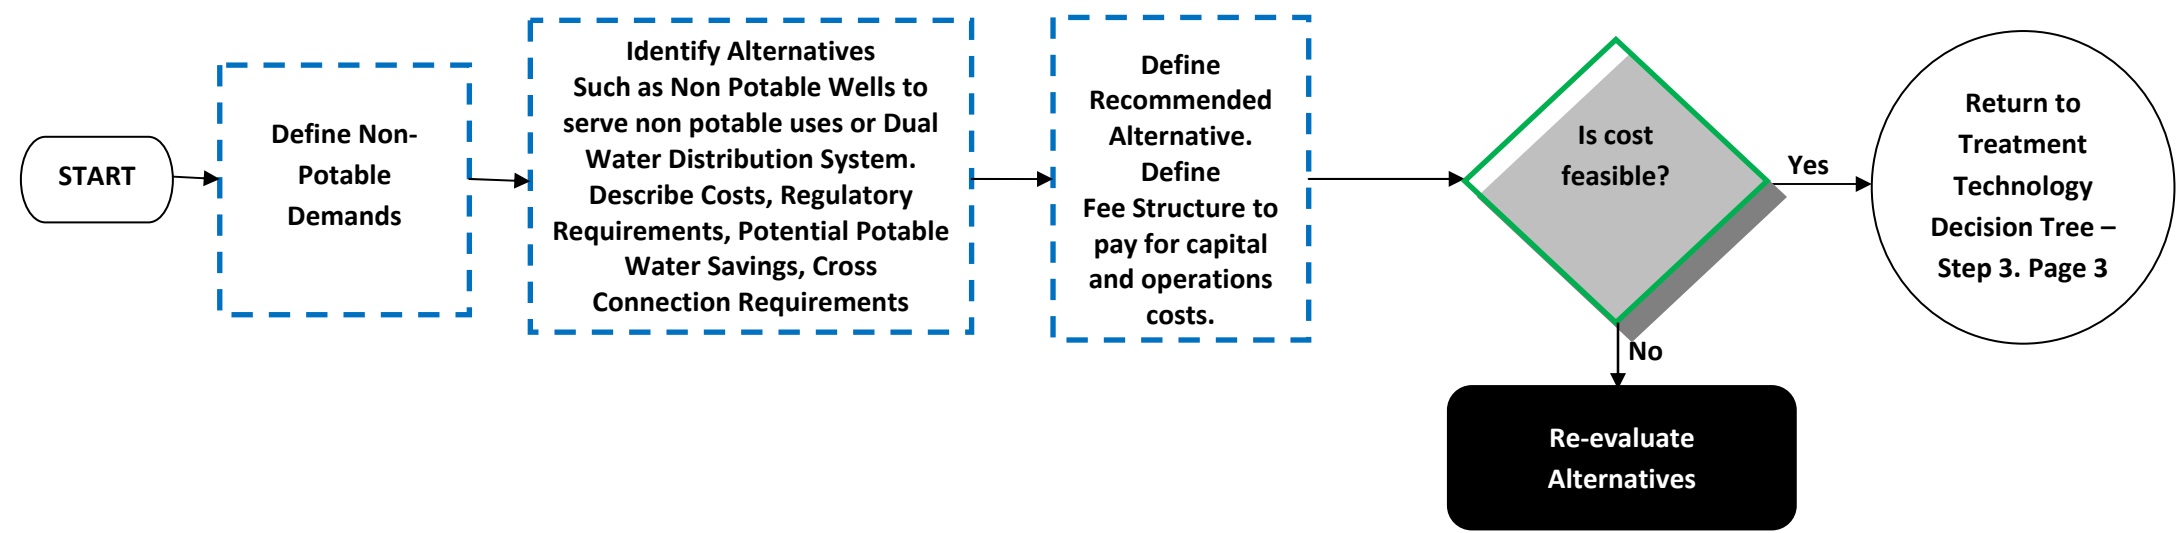 START
Define Non-
Potable
Demands
Identify Alternatives
Such as Non Potable Wells to
serve non potable uses or Dual
Water Distribution System.
Describe Costs, Regulatory
Requirements, Potential Potable
Water Savings, Cross
Connection Requirements
Define
Recommended
Alternative.
Define
Fee Structure to
pay for capital
and operations
costs.
Is cost
feasible?
Yes
Return to
Treatment
Technology
Decision Tree –
Step 3. Page 3
No
Re-evaluate
Alternatives